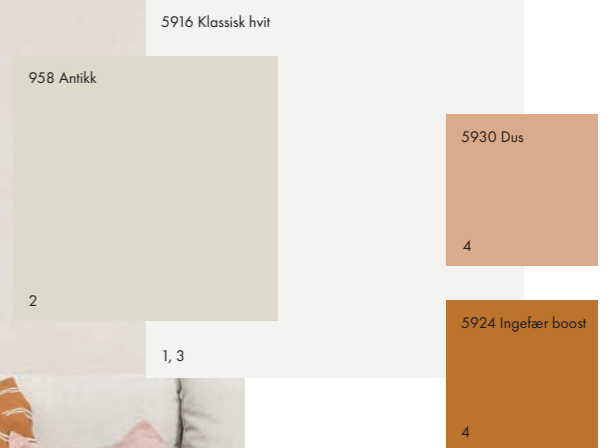 5916 Klassisk hvit
958 Antikk
5930 Dus
4
2
5924 Ingefær boost
1, 3
4